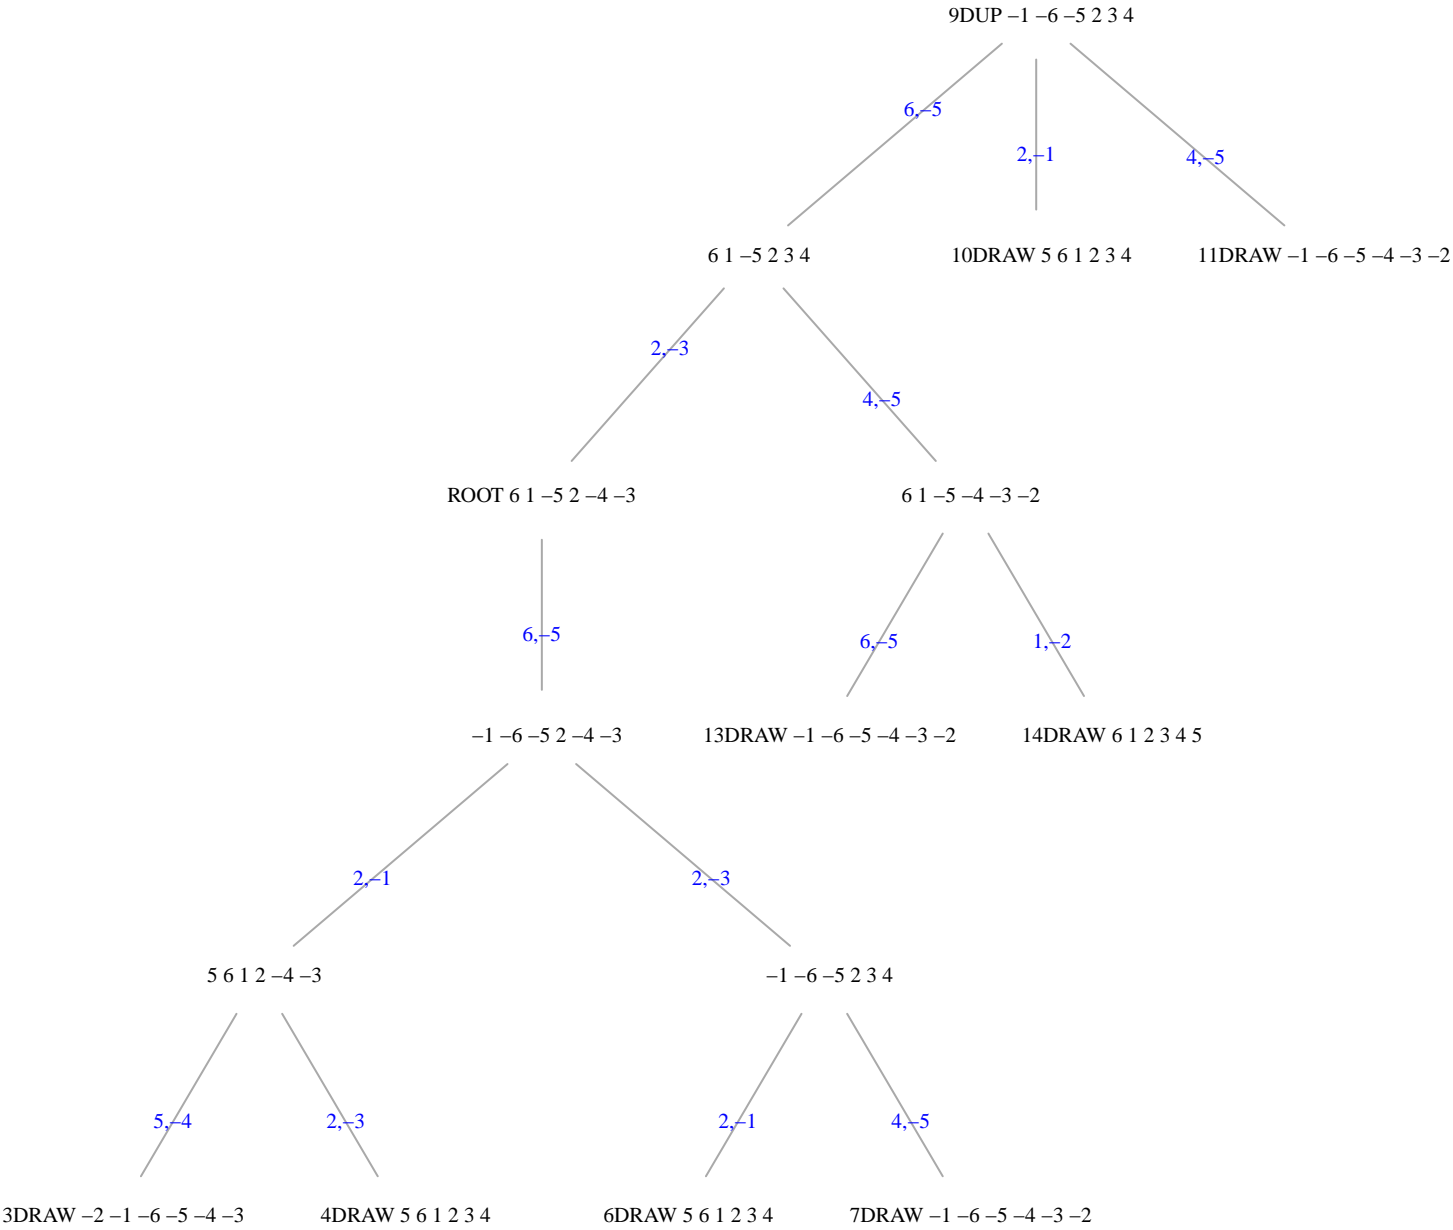 9DUP –1 –6 –5 2 3 4
6,–5
2,–1
4,–5
6 1 –5 2 3 4
10DRAW 5 6 1 2 3 4
11DRAW –1 –6 –5 –4 –3 –2
2,–3
4,–5
ROOT 6 1 –5 2 –4 –3
6 1 –5 –4 –3 –2
6,–5
6,–5
1,–2
–1 –6 –5 2 –4 –3
13DRAW –1 –6 –5 –4 –3 –2
14DRAW 6 1 2 3 4 5
2,–1
2,–3
5 6 1 2 –4 –3
–1 –6 –5 2 3 4
5,–4
2,–3
2,–1
4,–5
3DRAW –2 –1 –6 –5 –4 –3
4DRAW 5 6 1 2 3 4
6DRAW 5 6 1 2 3 4
7DRAW –1 –6 –5 –4 –3 –2